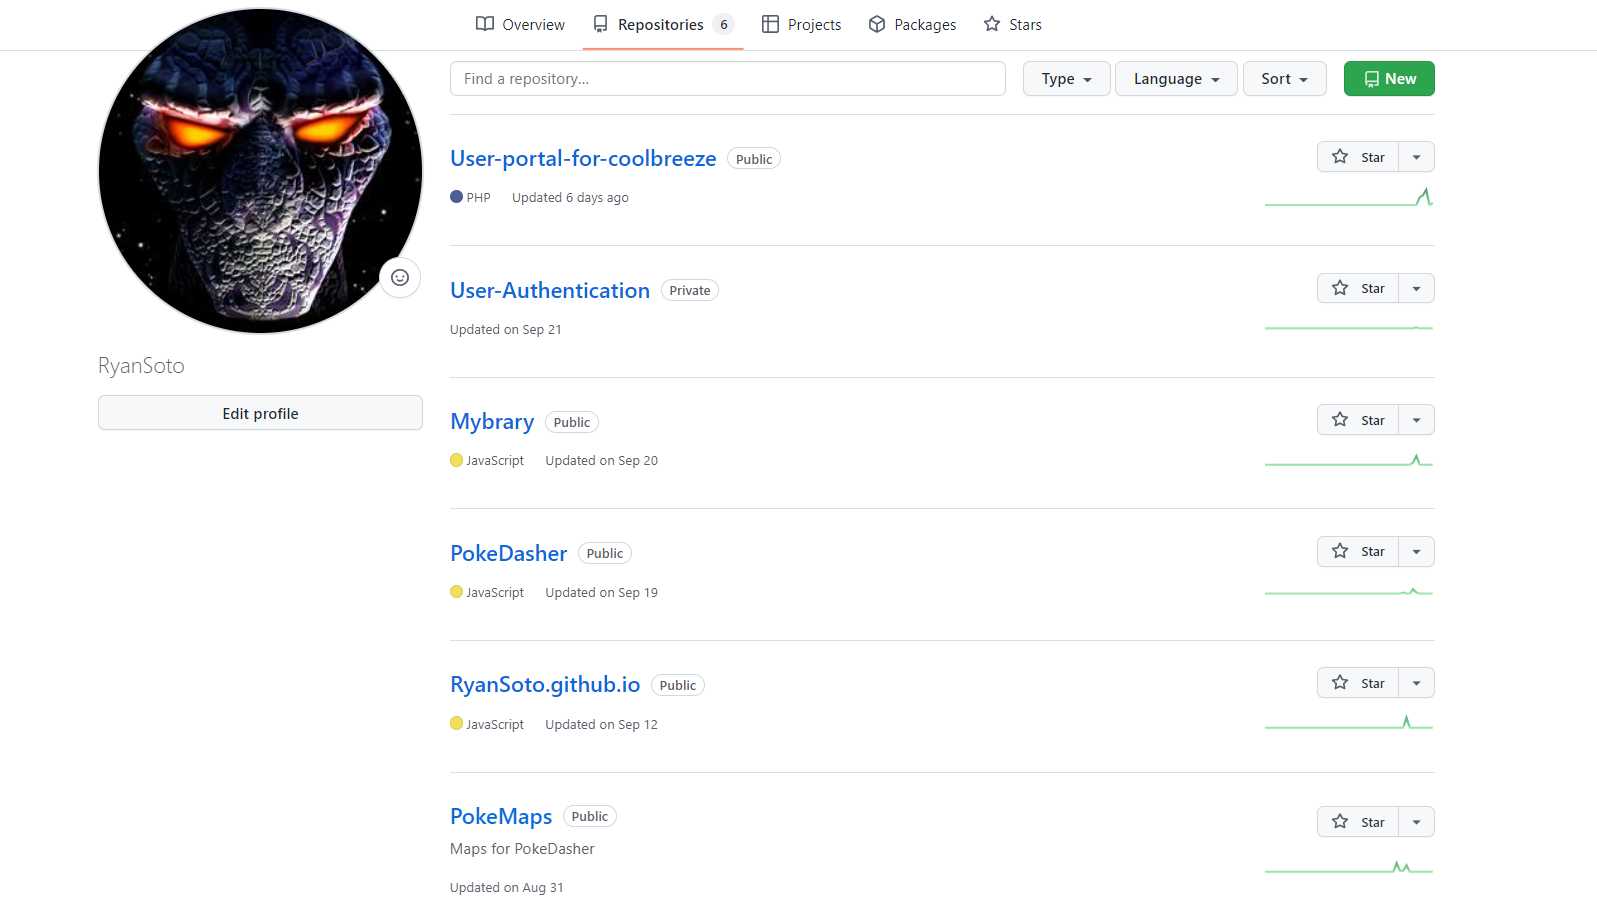 Overview Repositories 6 Projects Packages Stars
Find a repository... Type Language Sort New
User-portal-for-coolbreeze Public Star
PHP Updated 6 days ago
User-Authentication Private Star
Updated on Sep 21
RyanSoto
Edit profile
Mybrary Public Star
JavaScript Updated on Sep 20
PokeDasher Public Star
JavaScript Updated on Sep 19
RyanSoto.github.io Public Star
JavaScript Updated on Sep 12
PokeMaps Public Star
Maps for PokeDasher
Updated on Aug 31